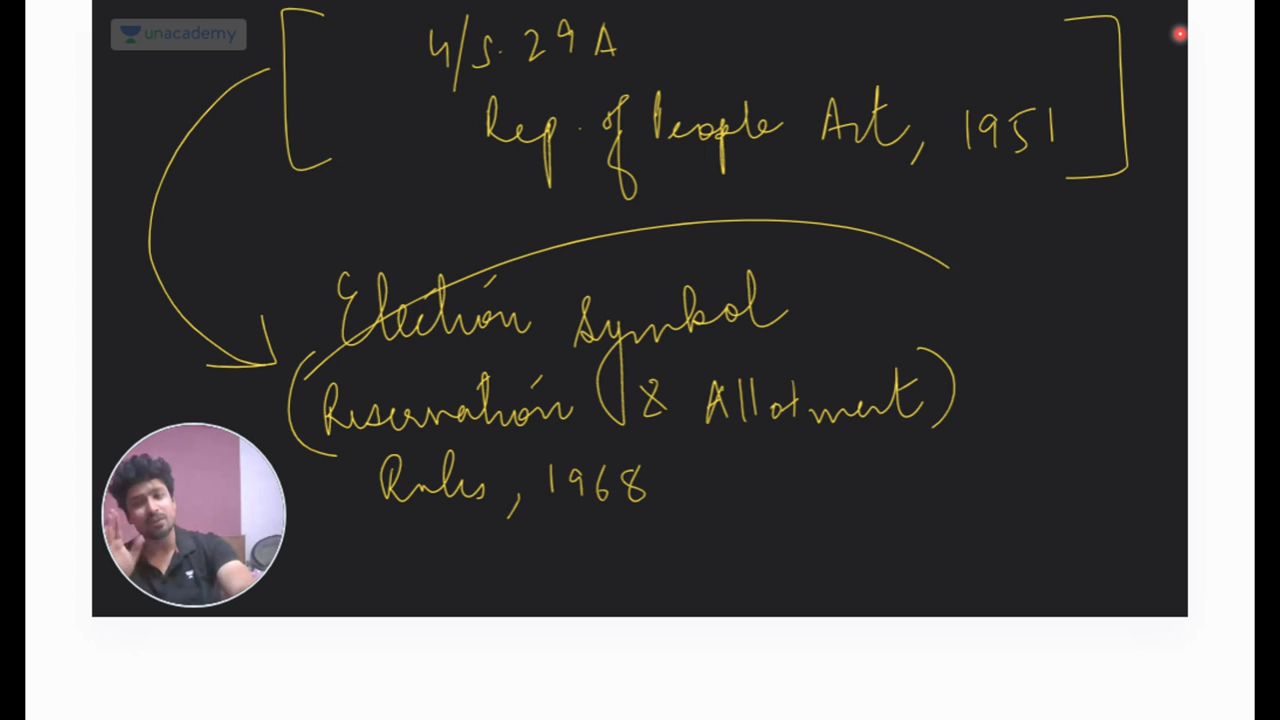 unacademy
u/s. 29A
Rep. of People Act, 1951
Election Symbol
(Reservation & Allotment)
Rules, 1968